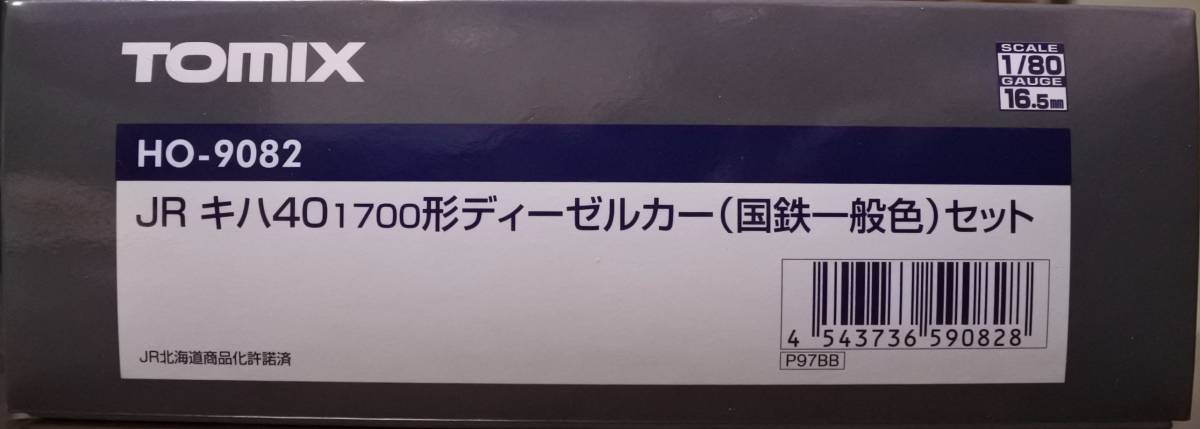 TOMIX
SCALE
1/80
GAUGE
16.5mm
HO-9082
JR キハ40 1700形ディーゼルカー(国鉄一般色)セット
4 543736 590828
P97BB
JR北海道商品化許諾済